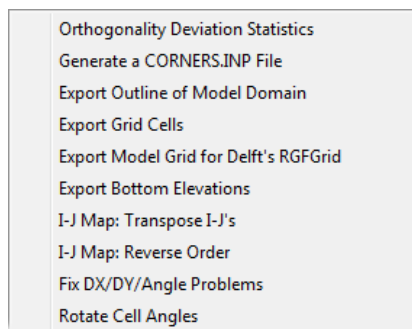 Orthogonality Deviation Statistics
Generate a CORNERS.INP File
Export Outline of Model Domain
Export Grid Cells
Export Model Grid for Delft's RGFGrid
Export Bottom Elevations
I-J Map: Transpose I-J's
I-J Map: Reverse Order
Fix DX/DY/Angle Problems
Rotate Cell Angles